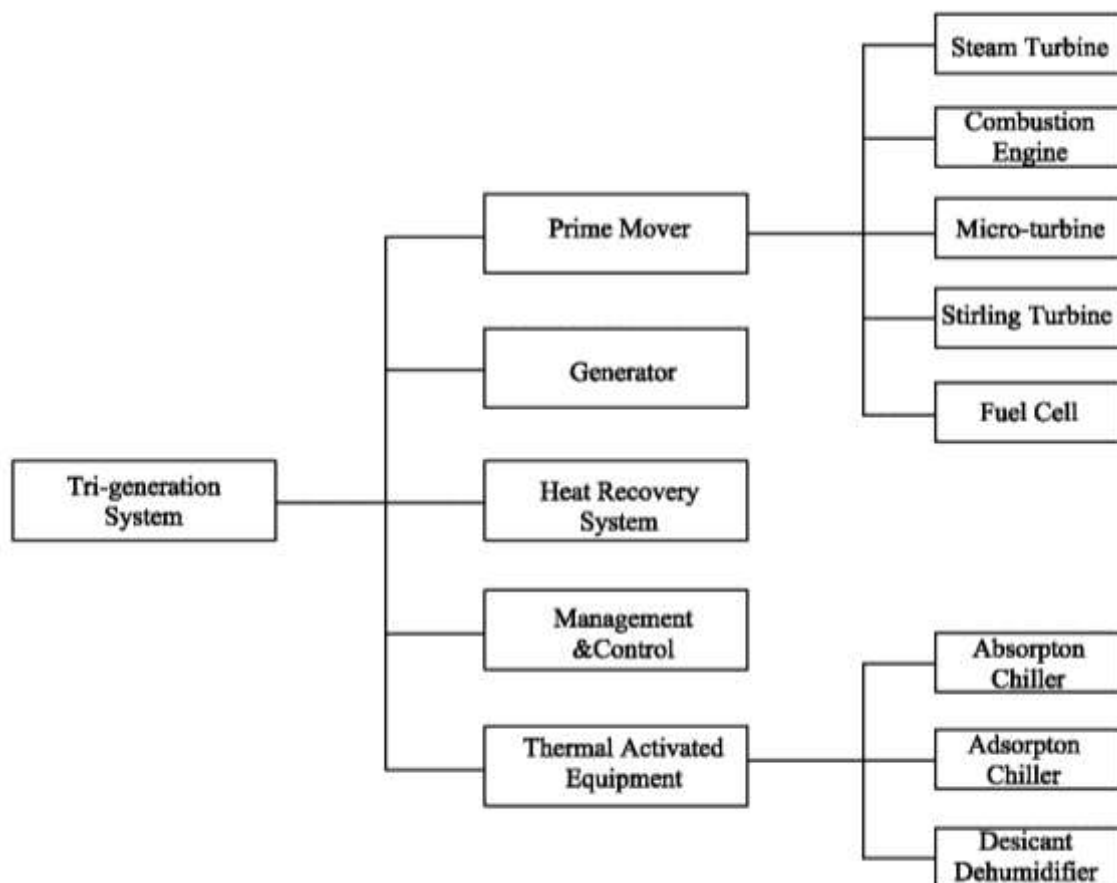 Steam Turbine
Combustion
Engine
Prime Mover
Micro-turbine
Stirling Turbine
Generator
Fuel Cell
Tri-generation
System
Heat Recovery
System
Management
&Control
Absorpton
Chiller
Thermal Activated
Equipment
Adsorpton
Chiller
Desicant
Dehumidifier